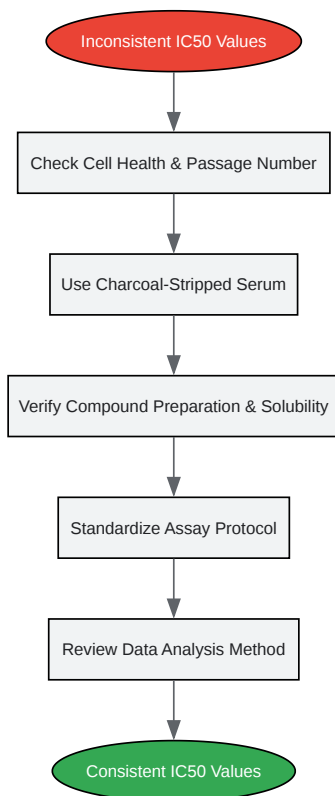 Inconsistent IC50 Values
Check Cell Health & Passage Number
Use Charcoal-Stripped Serum
Verify Compound Preparation & Solubility
Standardize Assay Protocol
Review Data Analysis Method
Consistent IC50 Values